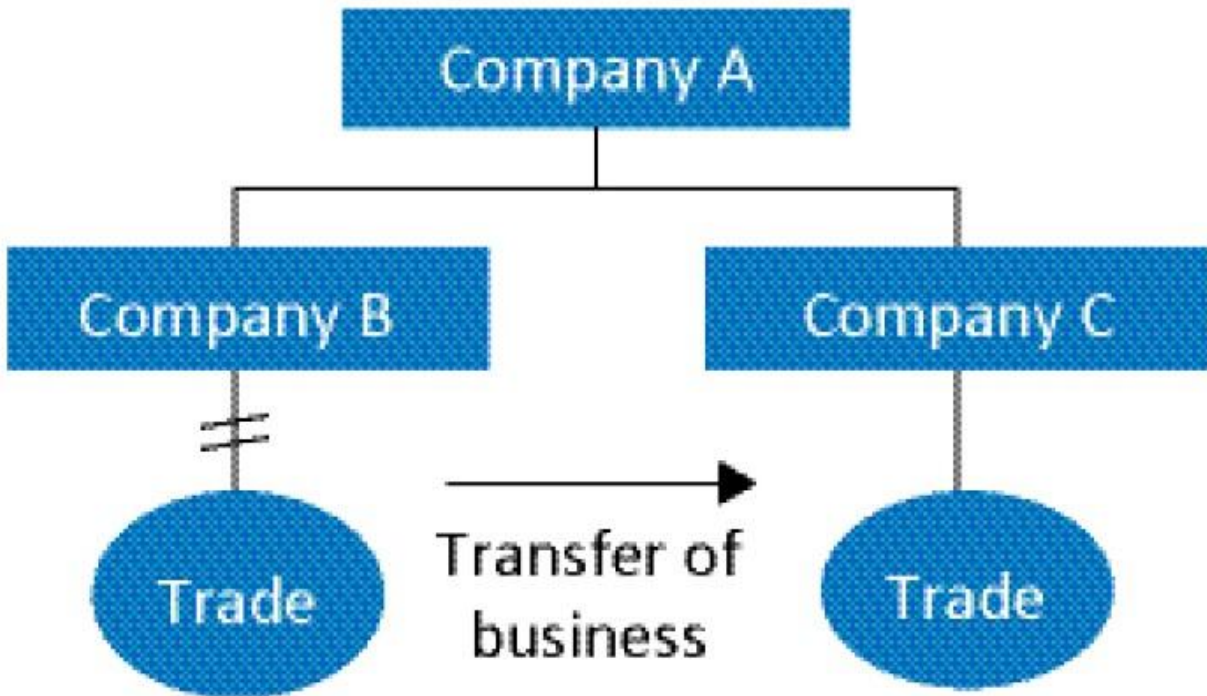 Company A
Company B
Company C
Trade
Transfer of
business
Trade